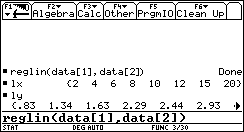 F1 F2 F3 F4 F5 F6
Algebra Calc Other PrgmIO Clean Up
reglin(data[1],data[2]) Done
lx {2 4 6 8 10 12 15 20}
ly
{.83 1.34 1.63 2.29 2.44 2.93
reglin(data[1],data[2])
STAT DEG AUTO FUNC 3/30